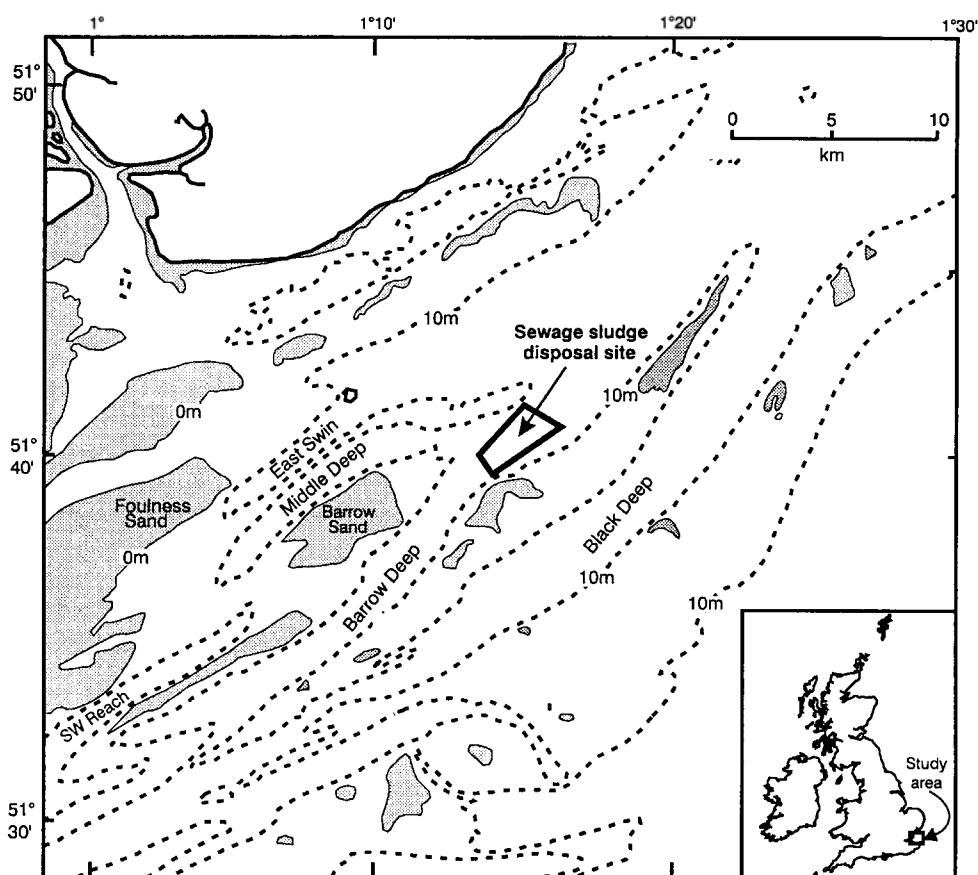 1°
1°10'
1°20'
1°30'
51°
50'
0
5
10
km
10m
Sewage sludge
disposal site
10m
0m
51°
40'
East Swin
Middle Deep
Foulness
Sand
Barrow
Sand
0m
Black Deep
Barrow Deep
10m
10m
SW Reach
Study
area
51°
30'